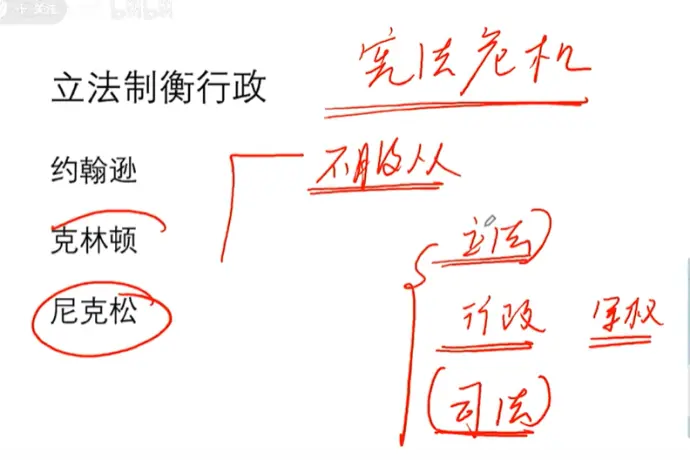 立法制衡行政 宪法危机
约翰逊 不服从
克林顿 立法
尼克松 行政 军权
司法